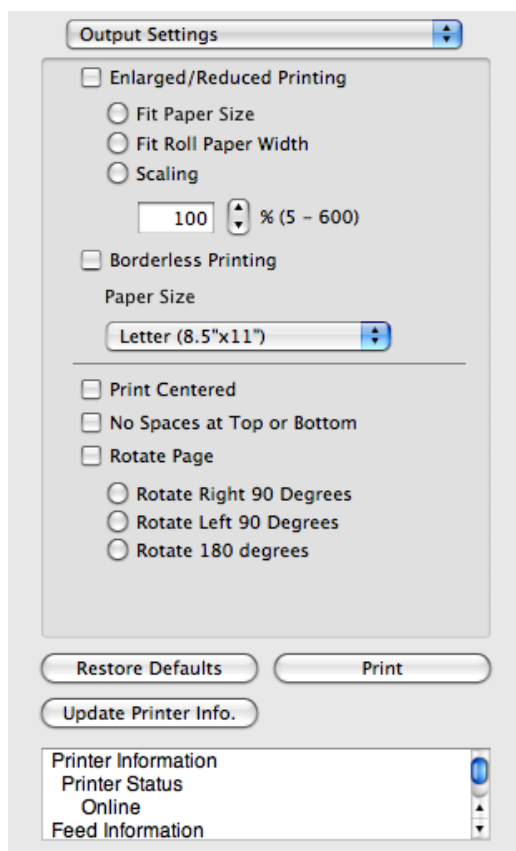 Output Settings
Enlarged/Reduced Printing
Fit Paper Size
Fit Roll Paper Width
Scaling
100 % (5 – 600)
Borderless Printing
Paper Size
Letter (8.5"x11")
Print Centered
No Spaces at Top or Bottom
Rotate Page
Rotate Right 90 Degrees
Rotate Left 90 Degrees
Rotate 180 degrees
Restore Defaults Print
Update Printer Info.
Printer Information
Printer Status
Online
Feed Information